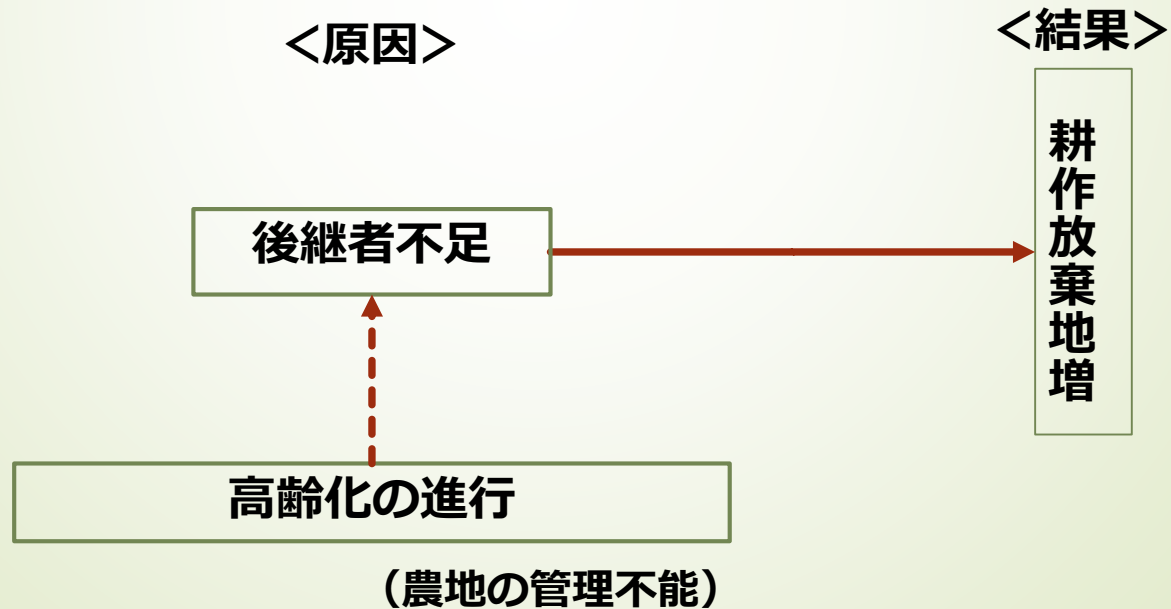 ＜原因＞
＜結果＞
後継者不足
耕作放棄地増
高齢化の進行
（農地の管理不能）